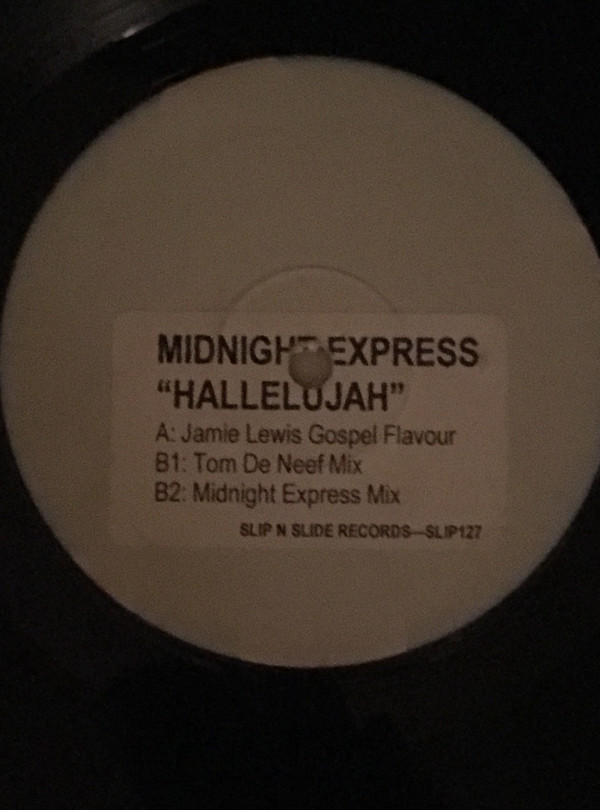 MIDNIGHT EXPRESS
“HALLELUJAH”
A: Jamie Lewis Gospel Flavour
B1: Tom De Neef Mix
B2: Midnight Express Mix
SLIP N SLIDE RECORDS—SLIP127